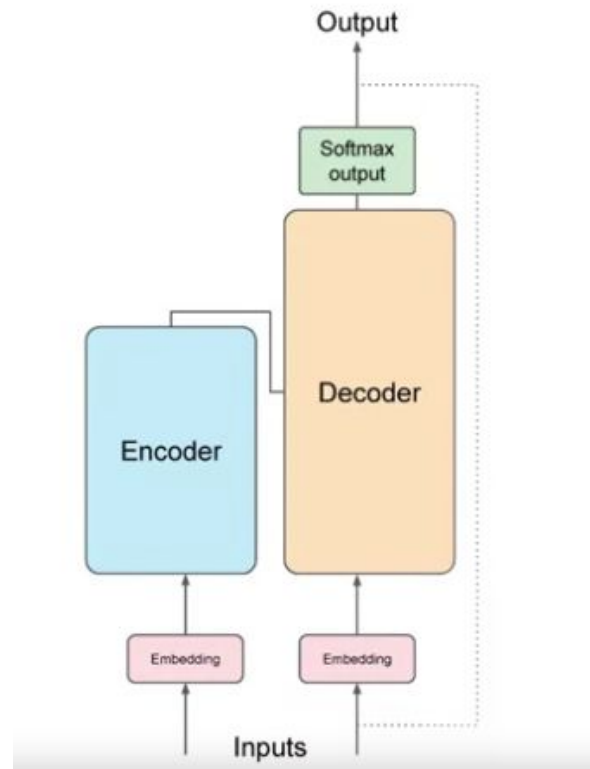 Output
Softmax
output
Decoder
Encoder
Embedding
Embedding
Inputs